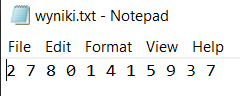 wyniki.txt - Notepad
File Edit Format View Help
2 7 8 0 1 4 1 5 9 3 7